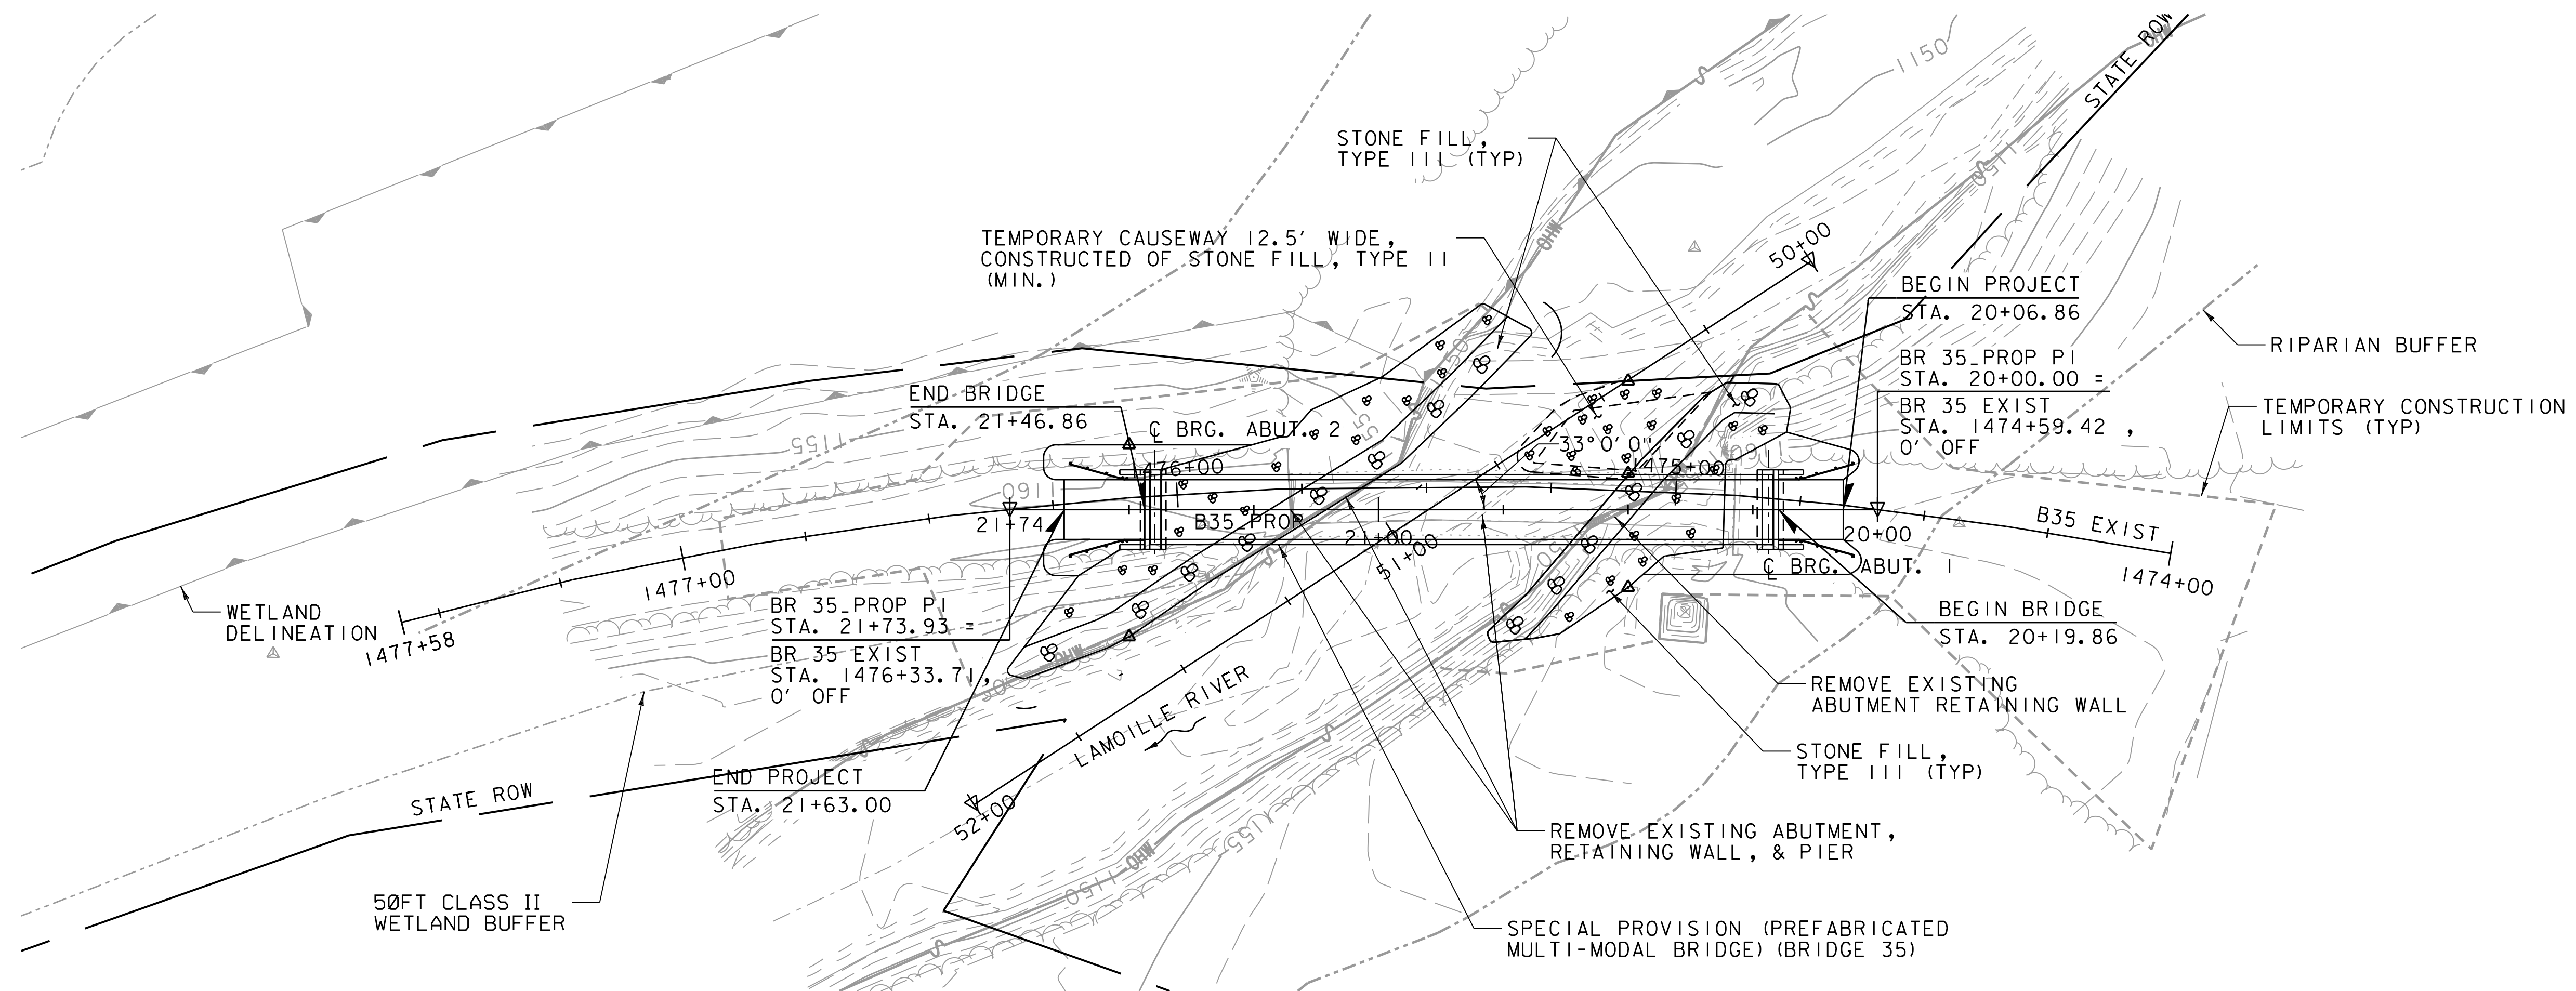 STATE ROW
1150
STONE FILL,
TYPE III (TYP)
1150
OHW
TEMPORARY CAUSEWAY 12.5' WIDE,
CONSTRUCTED OF STONE FILL, TYPE II
(MIN.)
50+00
BEGIN PROJECT
STA. 20+06.86
RIPARIAN BUFFER
BR 35_PROP PI
STA. 20+00.00 =
BR 35 EXIST
STA. 1474+59.42 ,
0' OFF
TEMPORARY CONSTRUCTION
LIMITS (TYP)
END BRIDGE
STA. 21+46.86
℄ BRG. ABUT. 2
1155
33° 0' 0"
1476+00
1475+00
1160
21+74
B35_PROP
21+00
51+00
20+00
B35 EXIST
1474+00
℄ BRG. ABUT. 1
1477+00
1477+58
WETLAND
DELINEATION
BR 35_PROP PI
STA. 21+73.93 =
BR 35 EXIST
STA. 1476+33.71,
0' OFF
BEGIN BRIDGE
STA. 20+19.86
OHW
LAMOILLE RIVER
REMOVE EXISTING
ABUTMENT RETAINING WALL
STONE FILL,
TYPE III (TYP)
END PROJECT
STA. 21+63.00
STATE ROW
52+00
REMOVE EXISTING ABUTMENT,
RETAINING WALL, & PIER
1155
OHW
1150
50FT CLASS II
WETLAND BUFFER
SPECIAL PROVISION (PREFABRICATED
MULTI-MODAL BRIDGE) (BRIDGE 35)